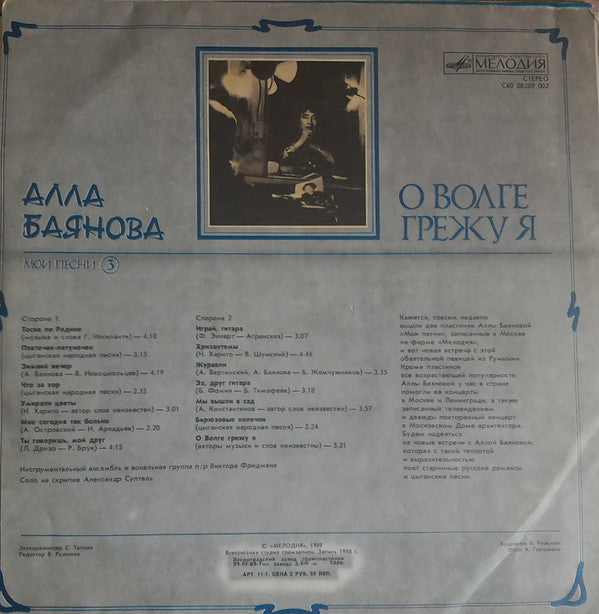 МЕЛОДИЯ
СТЕРЕО
С60 28289 002
АЛЛА
БАЯНОВА
О ВОЛГЕ
ГРЕЖУ Я
МОИ ПЕСНИ 3
Сторона 1
Тоска по Родине
(музыка и слова Г. Ипсиланти) — 4.10
Платочек-петушочек
(цыганская народная песня) — 3.15
Зимний вечер
(А. Баянова — В. Новошольцев) — 4.19
Что за хор
(цыганская народная песня) — 2.35
Умирали цветы
(Н. Харито — автор слов неизвестен) — 3.01
Мне сегодня так больно
(А. Островский — И. Аркадьев) — 2.20
Ты говоришь, мой друг
(Л. Дризо — Р. Брук) — 4.15
Сторона 2
Играй, гитара
(Ф. Эккерт — Агранская) — 3.07
Хризантемы
(Н. Харито — В. Шумский) — 4.46
Журавли
(А. Вертинский, А. Баянова — Б. Жемчужников) — 3.35
Эх, друг гитара
(Б. Фомин — Б. Тимофеев) — 3.18
Мы вышли в сад
(А. Константинов — автор слов неизвестен) — 3.57
Бирюзовые колечки
(цыганская народная песня) — 2.24
О Волге грежу я
(авторы музыки и слов неизвестны) — 3.21
Инструментальный ансамбль и вокальная группа п/р Виктора Фридмана
Соло на скрипке Александр Суптель
Кажется, совсем недавно
вышли две пластинки Аллы Баяновой
«Мои песни», записанные в Москве
на фирме «Мелодия»,
и вот новая встреча с этой
обаятельной певицей из Румынии.
Кроме пластинок
все возрастающей популярности
Аллы Баяновой у нас в стране
помогли ее концерты
в Москве и Ленинграде, а также
записанный телевидением
и дважды повторенный концерт
в Московском Доме архитектора.
Будем надеяться
на новые встречи с Аллой Баяновой,
которая с такой теплотой
и выразительностью
поет старинные русские романсы
и цыганские песни.
Звукорежиссер С. Теплов
Редактор В. Рыжиков
© «МЕЛОДИЯ», 1989
Всесоюзная студия грамзаписи. Запись 1988 г.
Ленинградский завод грампластинок
АРТ. 11-1. ЦЕНА 2 РУБ. 50 КОП.
Художник В. Кузьмин
Фото А. Герцмана